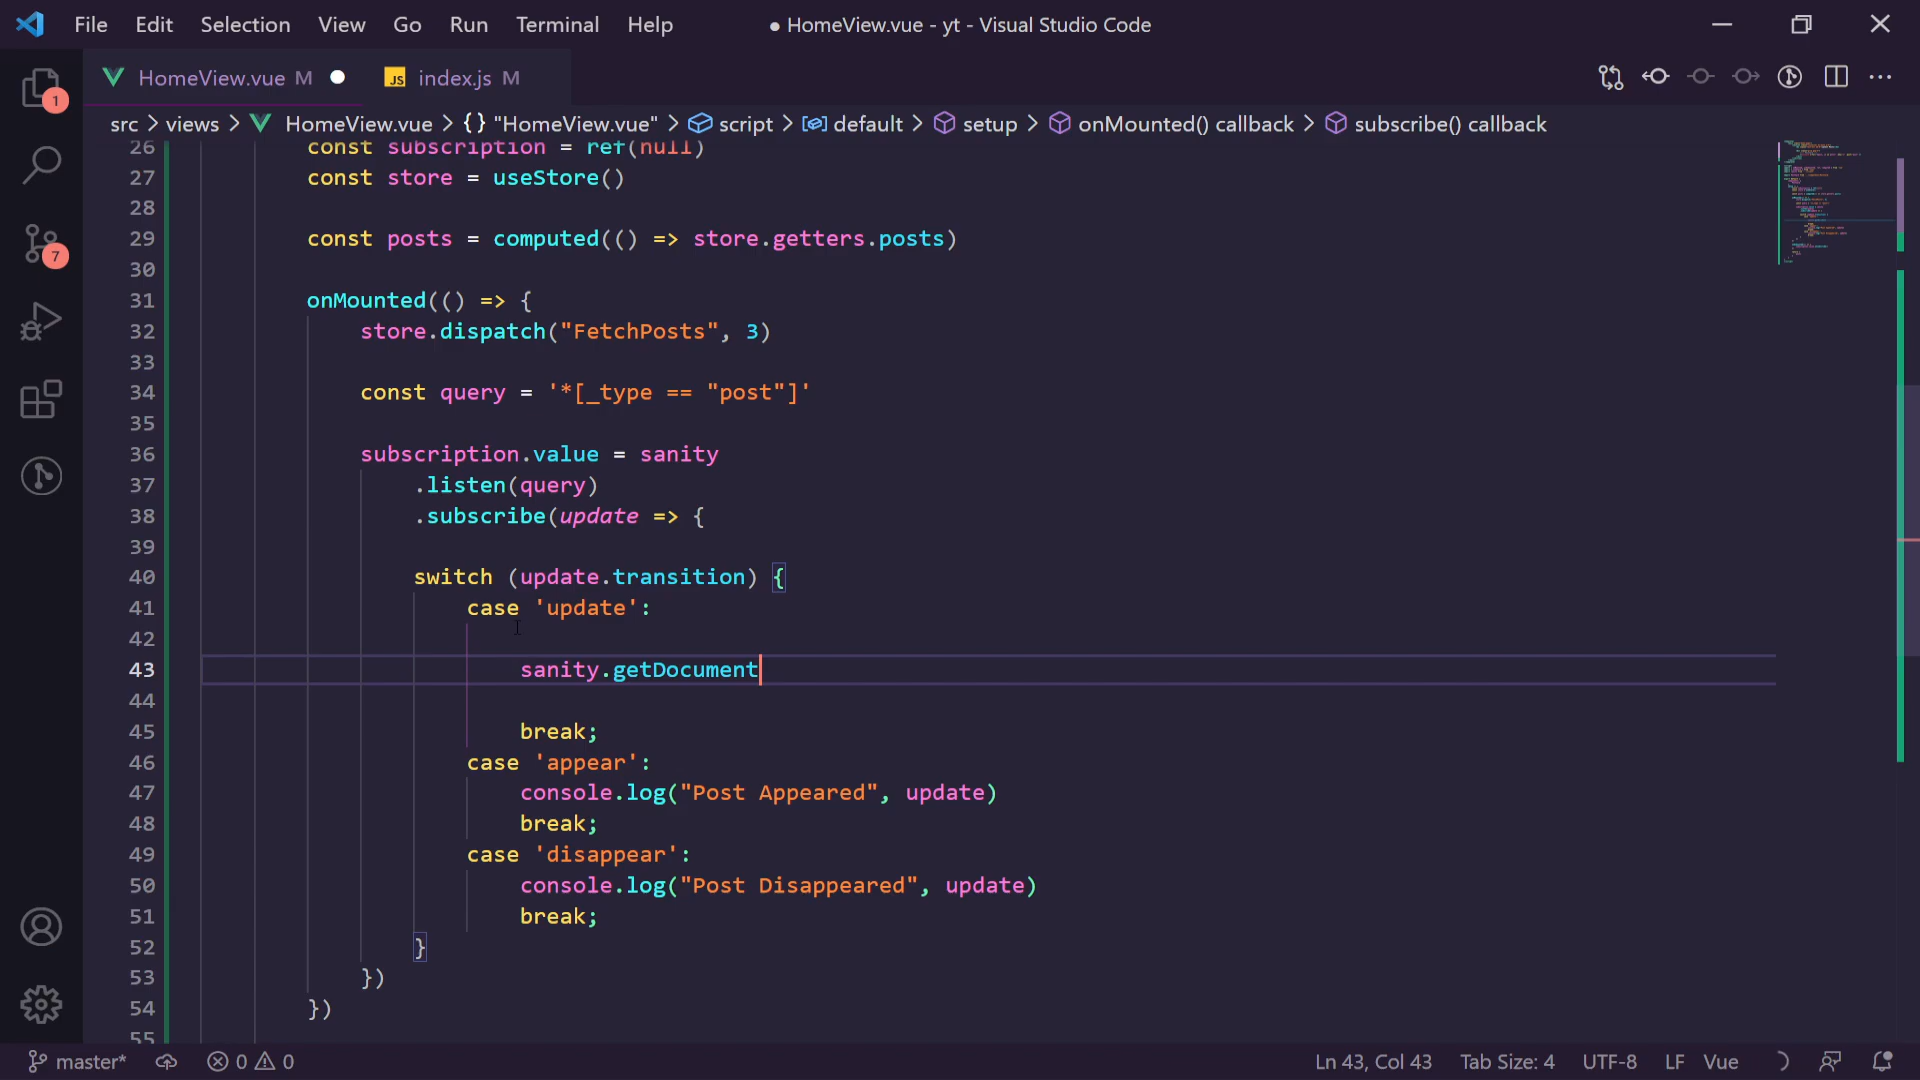 File Edit Selection View Go Run Terminal Help ● HomeView.vue - yt - Visual Studio Code
HomeView.vue M ● JS index.js M
src > views > HomeView.vue > {} "HomeView.vue" > script > default > setup > onMounted() callback > subscribe() callback
1
7
26 const subscription = ref(null)
27 const store = useStore()
28
29 const posts = computed(() => store.getters.posts)
30
31 onMounted(() => {
32 store.dispatch("FetchPosts", 3)
33
34 const query = '*[_type == "post"]'
35
36 subscription.value = sanity
37 .listen(query)
38 .subscribe(update => {
39
40 switch (update.transition) {
41 case 'update':
42
43 sanity.getDocument
44
45 break;
46 case 'appear':
47 console.log("Post Appeared", update)
48 break;
49 case 'disappear':
50 console.log("Post Disappeared", update)
51 break;
52 }
53 })
54 })
55
master* 0 0 Ln 43, Col 43 Tab Size: 4 UTF-8 LF Vue